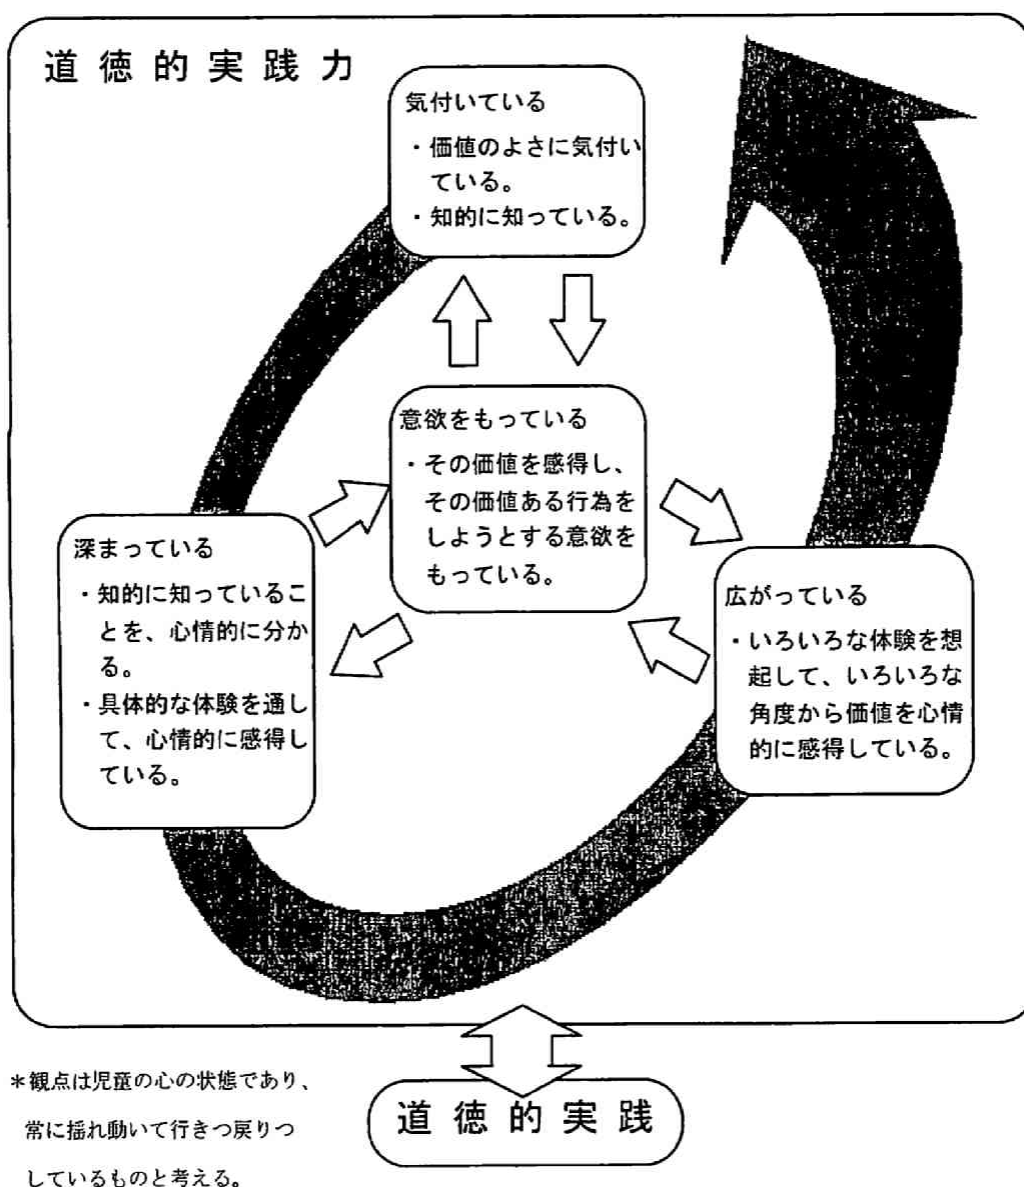 道徳的実践力
気付いている
・価値のよさに気付い
ている。
・知的に知っている。
意欲をもっている
・その価値を感得し、
その価値ある行為を
しようとする意欲を
もっている。
深まっている
・知的に知っているこ
とを、心情的に分か
る。
・具体的な体験を通し
て、心情的に感得し
ている。
広がっている
・いろいろな体験を想
起して、いろいろな
角度から価値を心情
的に感得している。
*観点は児童の心の状態であり、
常に揺れ動いて行きつ戻りつ
しているものと考える。
道徳的実践